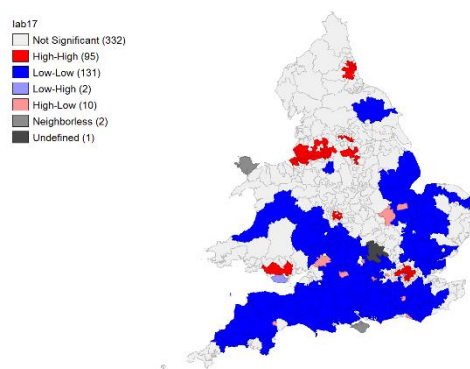 lab17
Not Significant (332)
High-High (95)
Low-Low (131)
Low-High (2)
High-Low (10)
Neighborless (2)
Undefined (1)